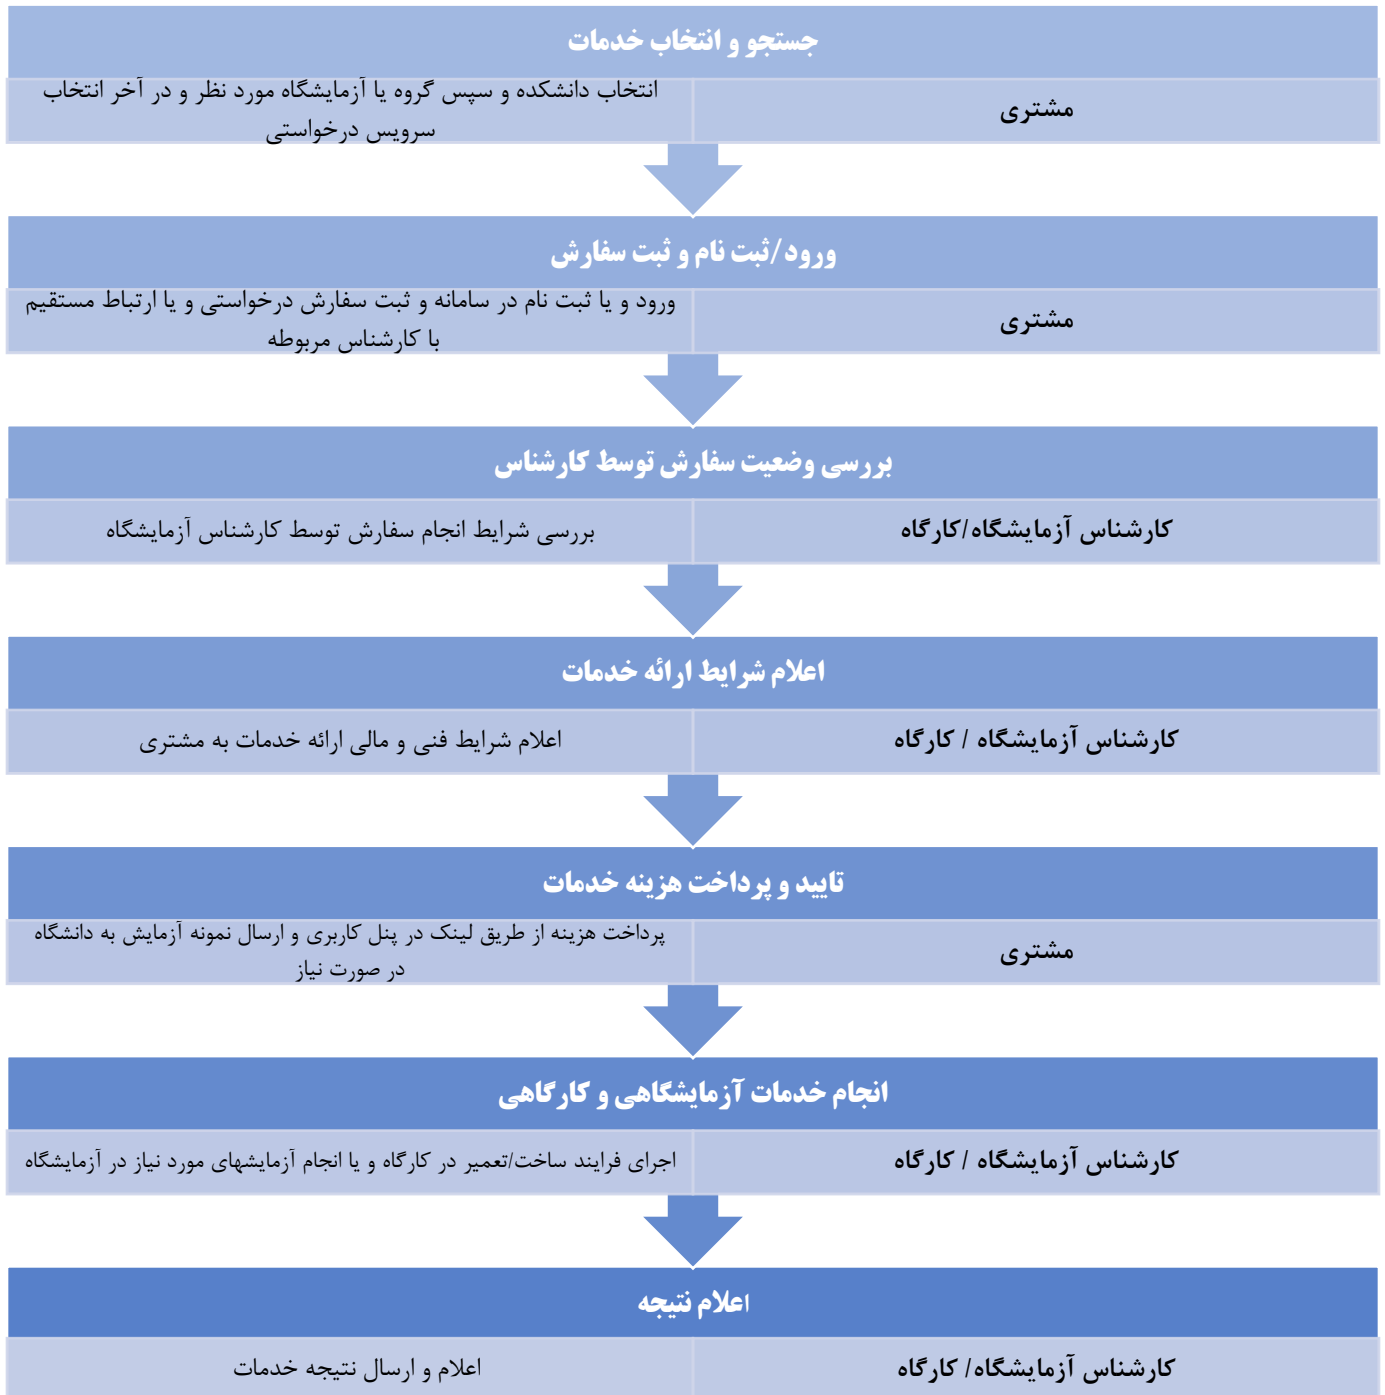 جستجو و انتخاب خدمات
مشتری
انتخاب دانشکده و سپس گروه یا آزمایشگاه مورد نظر و در آخر انتخاب
سرویس درخواستی
ورود/ثبت نام و ثبت سفارش
مشتری
ورود و یا ثبت نام در سامانه و ثبت سفارش درخواستی و یا ارتباط مستقیم
با کارشناس مربوطه
بررسی وضعیت سفارش توسط کارشناس
کارشناس آزمایشگاه/کارگاه
بررسی شرایط انجام سفارش توسط کارشناس آزمایشگاه
اعلام شرایط ارائه خدمات
کارشناس آزمایشگاه / کارگاه
اعلام شرایط فنی و مالی ارائه خدمات به مشتری
تایید و پرداخت هزینه خدمات
مشتری
پرداخت هزینه از طریق لینک در پنل کاربری و ارسال نمونه آزمایش به دانشگاه
در صورت نیاز
انجام خدمات آزمایشگاهی و کارگاهی
کارشناس آزمایشگاه / کارگاه
اجرای فرایند ساخت/تعمیر در کارگاه و یا انجام آزمایشهای مورد نیاز در آزمایشگاه
اعلام نتیجه
کارشناس آزمایشگاه/ کارگاه
اعلام و ارسال نتیجه خدمات